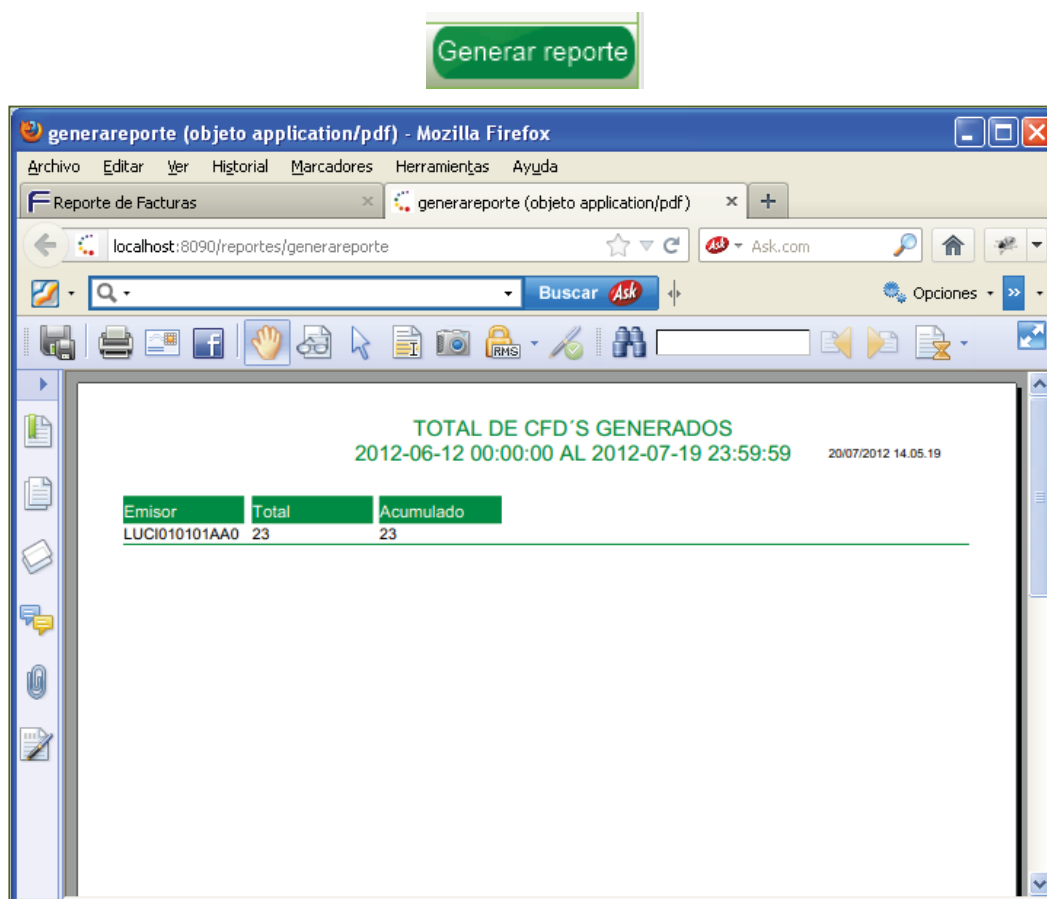 Generar reporte
generareporte (objeto application/pdf) - Mozilla Firefox
Archivo Editar Ver Historial Marcadores Herramientas Ayuda
Reporte de Facturas generareporte (objeto application/pdf)
localhost:8090/reportes/generareporte Ask Ask.com
Buscar Ask Opciones
RMS
TOTAL DE CFD´S GENERADOS
2012-06-12 00:00:00 AL 2012-07-19 23:59:59 20/07/2012 14.05.19
Emisor Total Acumulado
LUCI010101AA0 23 23